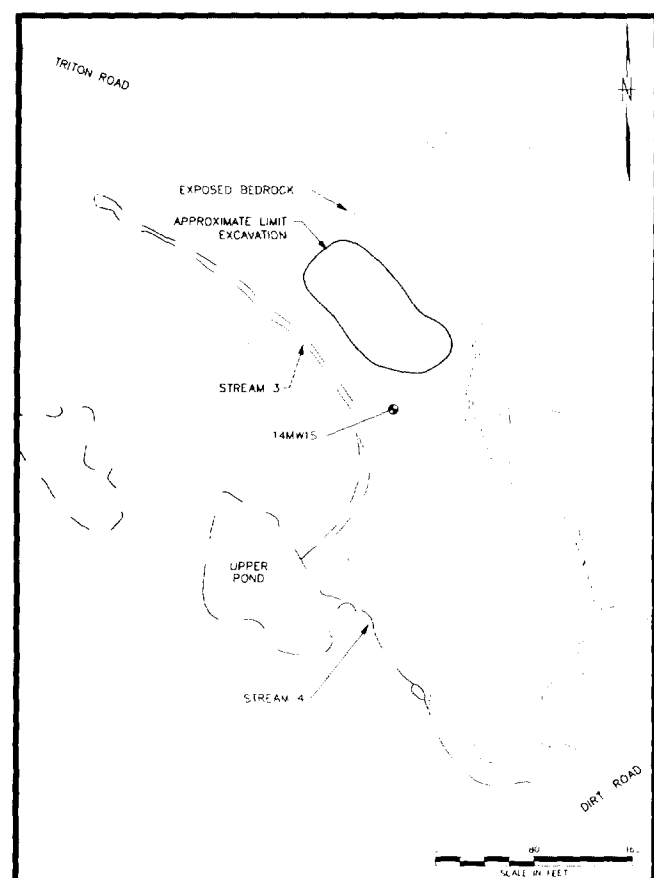 TRITON ROAD
N
EXPOSED BEDROCK
APPROXIMATE LIMIT
EXCAVATION
STREAM 3
14MW1S
UPPER
POND
STREAM 4
DIRT ROAD
80
SCALE IN FEET